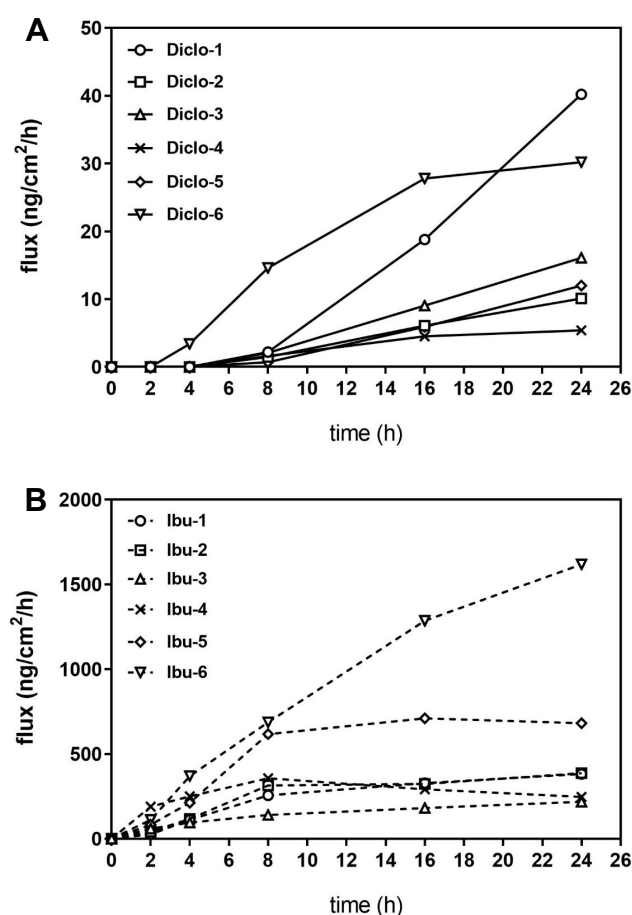 A
50
40
30
20
10
0
flux (ng/cm²/h)
Diclo-1
Diclo-2
Diclo-3
Diclo-4
Diclo-5
Diclo-6
0 2 4 6 8 10 12 14 16 18 20 22 24 26
time (h)
B
2000
1500
1000
500
0
flux (ng/cm²/h)
Ibu-1
Ibu-2
Ibu-3
Ibu-4
Ibu-5
Ibu-6
0 2 4 6 8 10 12 14 16 18 20 22 24 26
time (h)